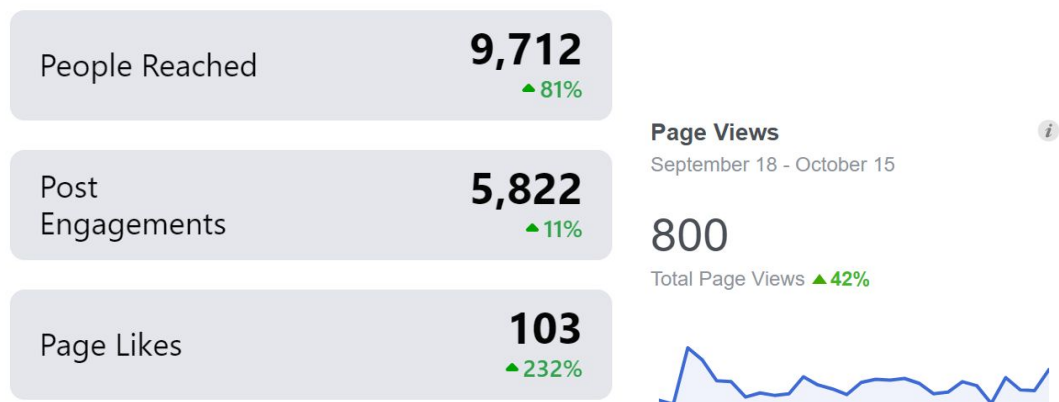 People Reached
9,712
81%
Post
Engagements
5,822
11%
Page Likes
103
232%
Page Views
i
September 18 - October 15
800
Total Page Views 42%